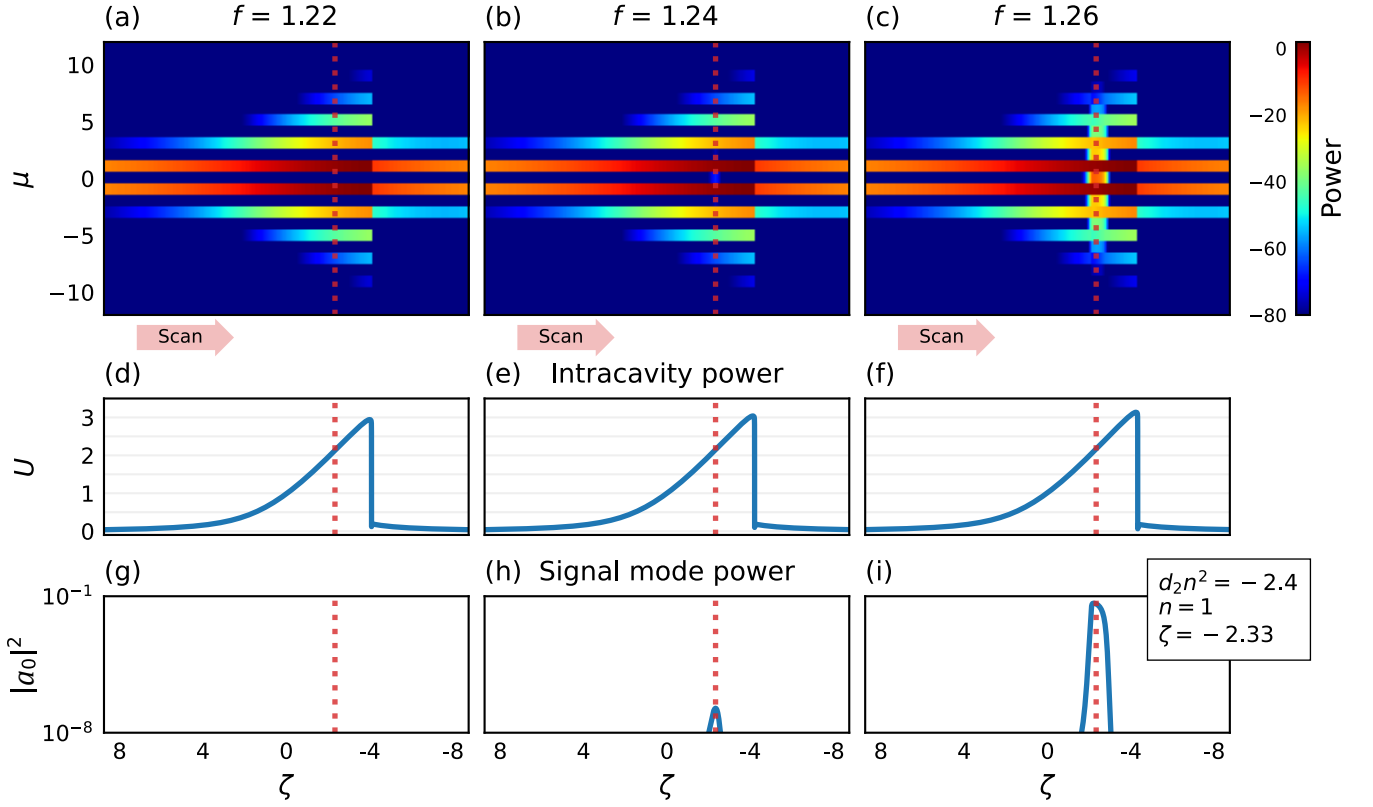 (a) f = 1.22 (b) f = 1.24 (c) f = 1.26
10
5
0
−5
−10
μ
0
−20
−40
−60
−80
Power
Scan Scan Scan
(d) (e) Intracavity power (f)
3
2
1
0
U
(g) (h) Signal mode power (i)
10⁻¹
10⁻⁸
|a₀|²
d₂n² = − 2.4
n = 1
ζ = − 2.33
8 4 0 -4 -8 8 4 0 -4 -8 8 4 0 -4 -8
ζ ζ ζ